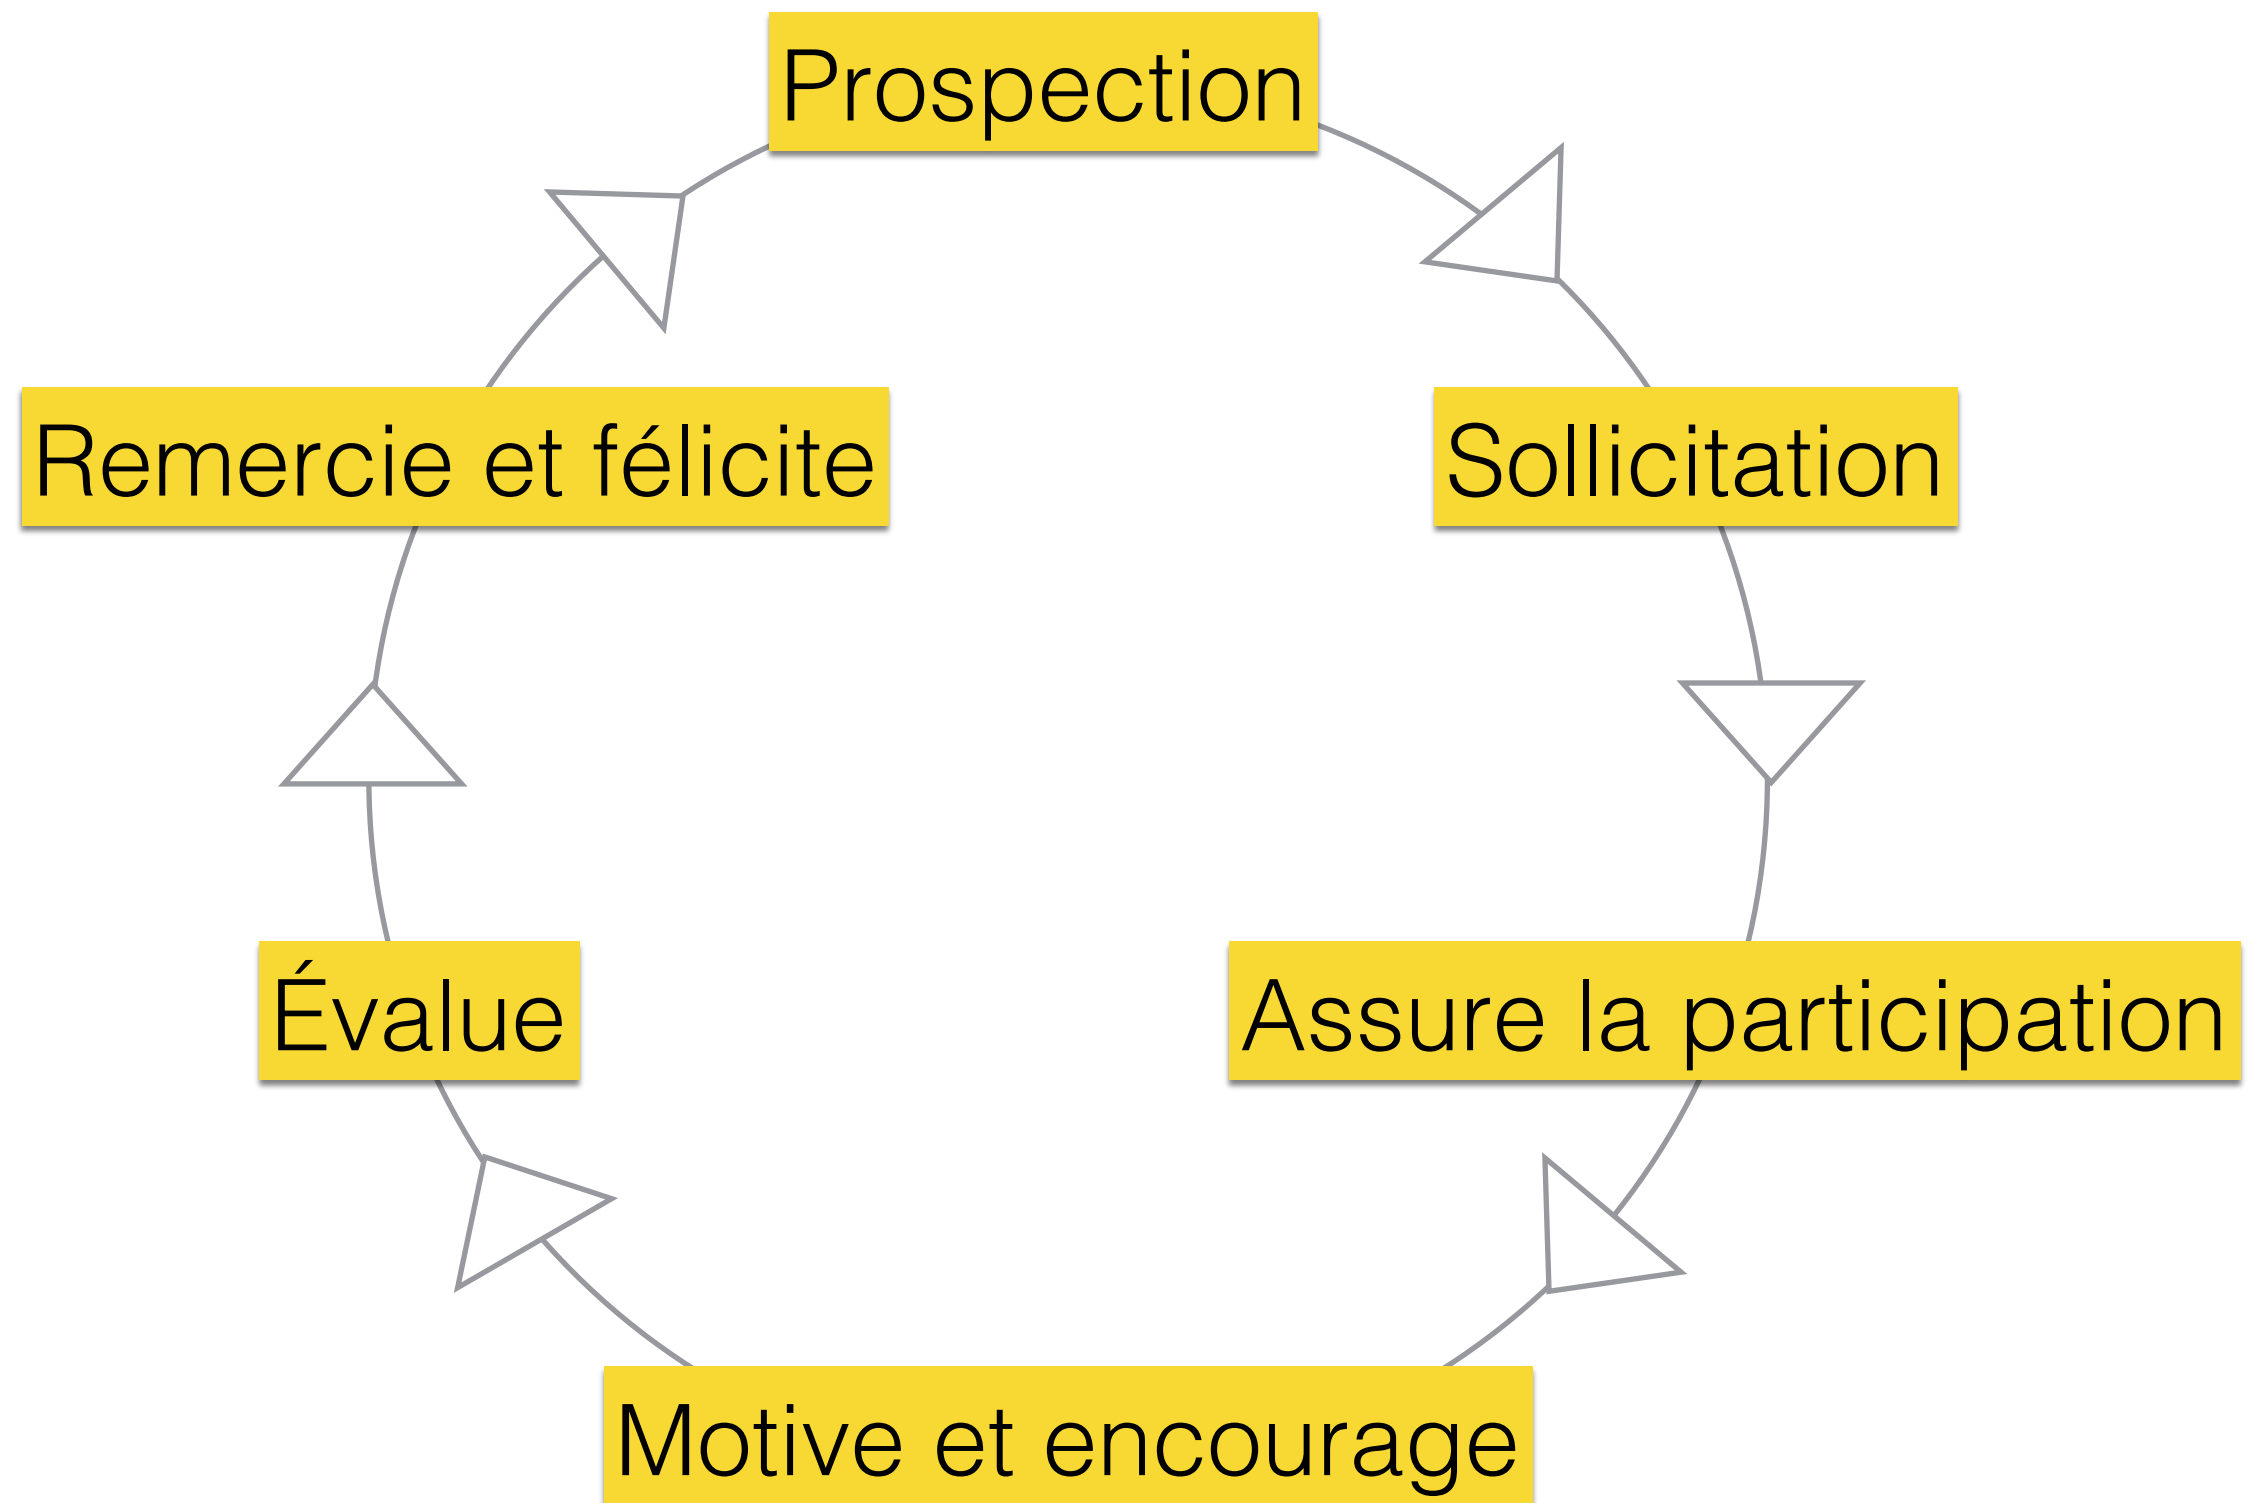 Prospection
Remercie et félicite
Sollicitation
Évalue
Assure la participation
Motive et encourage